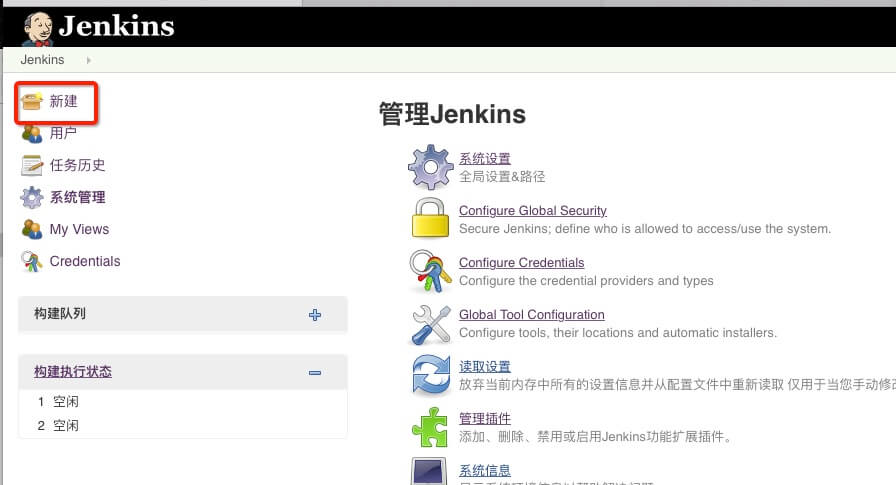 Jenkins
Jenkins
新建
用户
任务历史
系统管理
My Views
Credentials
构建队列
构建执行状态
1 空闲
2 空闲
管理Jenkins
系统设置
全局设置&路径
Configure Global Security
Secure Jenkins; define who is allowed to access/use the system.
Configure Credentials
Configure the credential providers and types
Global Tool Configuration
Configure tools, their locations and automatic installers.
读取设置
放弃当前内存中所有的设置信息并从配置文件中重新读取 仅用于当您手动修改
管理插件
添加、删除、禁用或启用Jenkins功能扩展插件。
系统信息